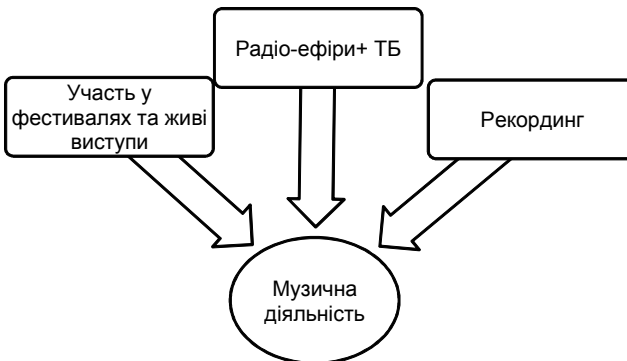 Радіо-ефіри+ ТБ
Участь у
фестивалях та живі
виступи
Рекординг
Музична
діяльність